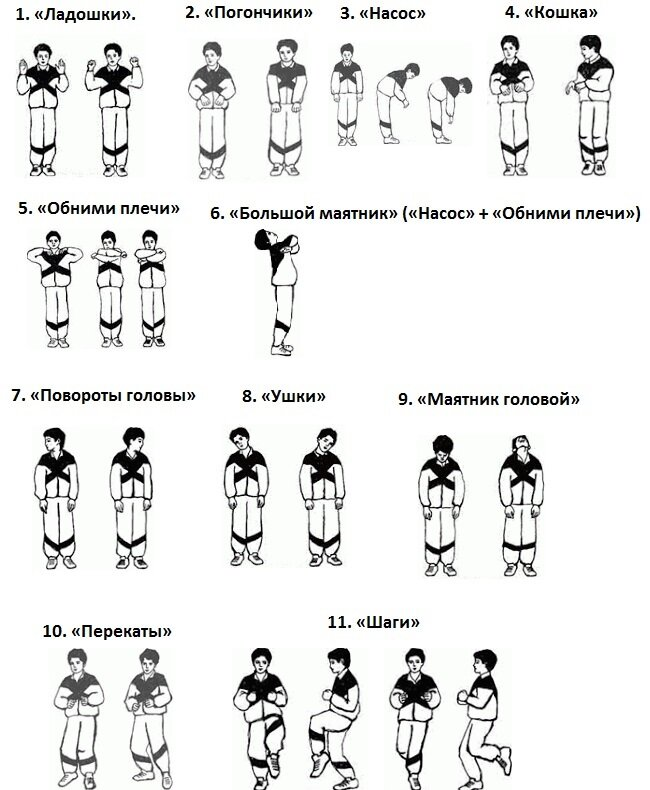 1. «Ладошки».
2. «Погончики»
3. «Насос»
4. «Кошка»
5. «Обними плечи»
6. «Большой маятник» («Насос» + «Обними плечи»)
7. «Повороты головы»
8. «Ушки»
9. «Маятник головой»
10. «Перекаты»
11. «Шаги»